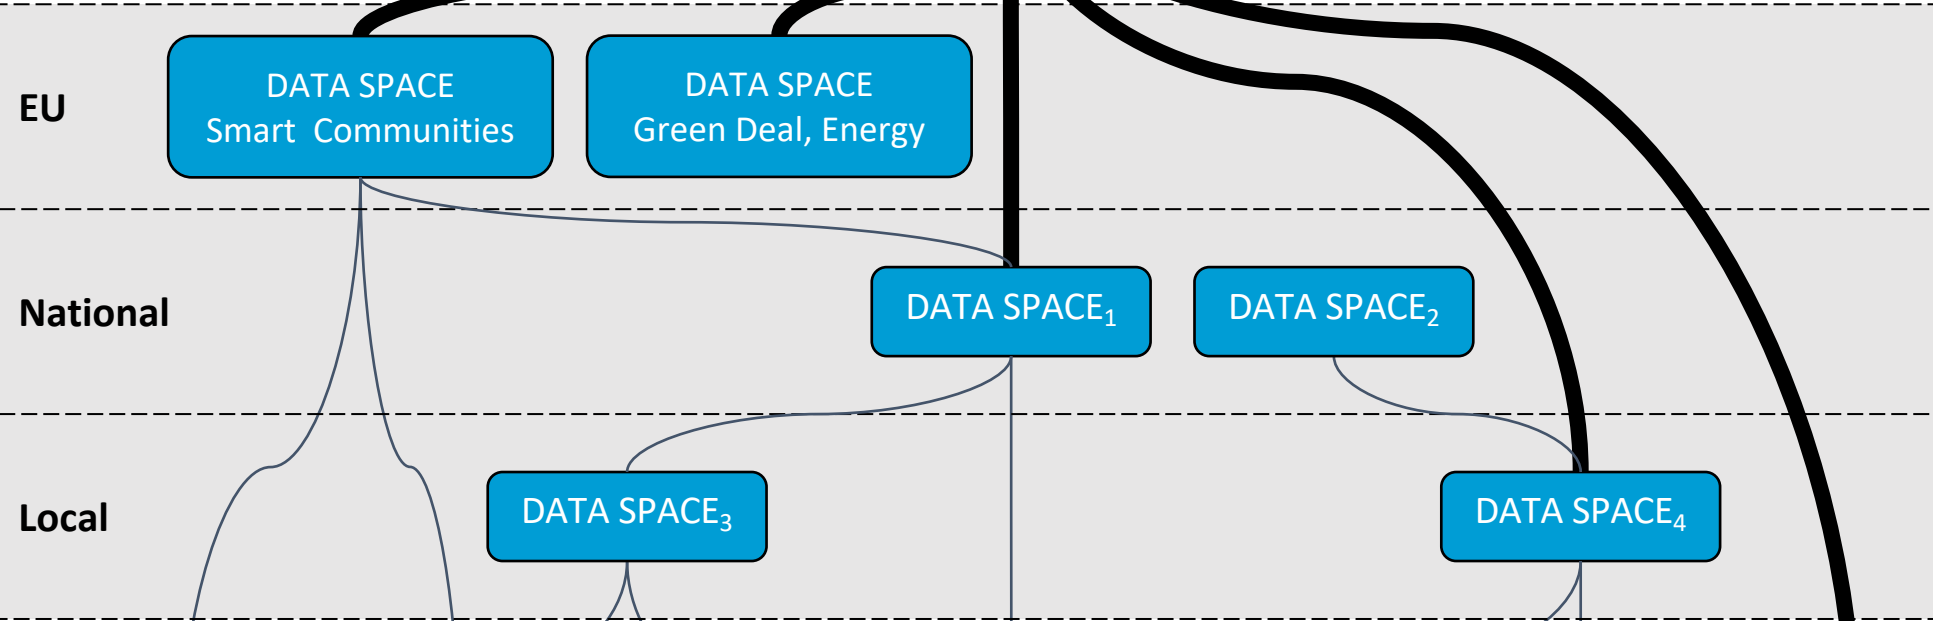 EU
DATA SPACE
Smart  Communities
DATA SPACE
Green Deal, Energy
National
DATA SPACE₁
DATA SPACE₂
Local
DATA SPACE₃
DATA SPACE₄